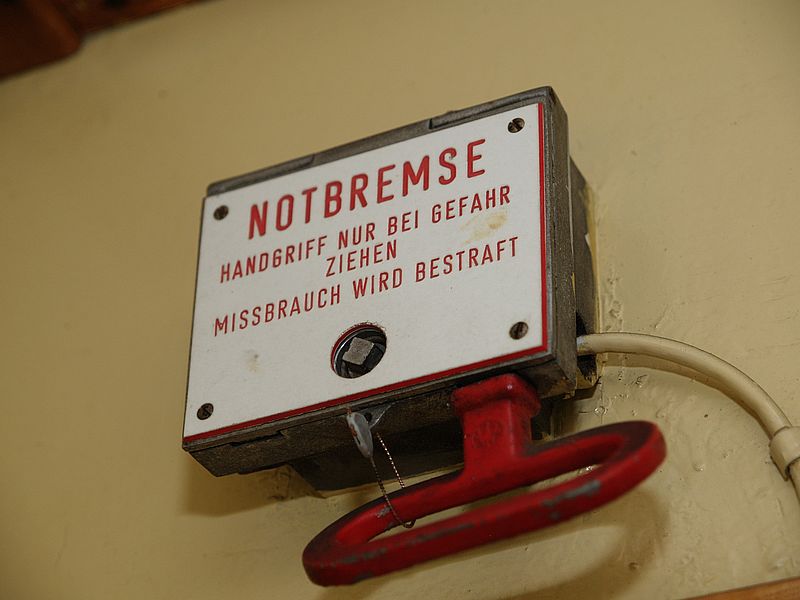 NOTBREMSE
HANDGRIFF NUR BEI GEFAHR
ZIEHEN
MISSBRAUCH WIRD BESTRAFT